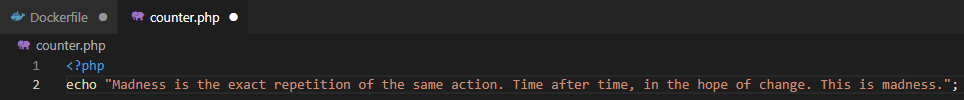 Dockerfile ● counter.php ●
counter.php
1 <?php
2 echo "Madness is the exact repetition of the same action. Time after time, in the hope of change. This is madness.";